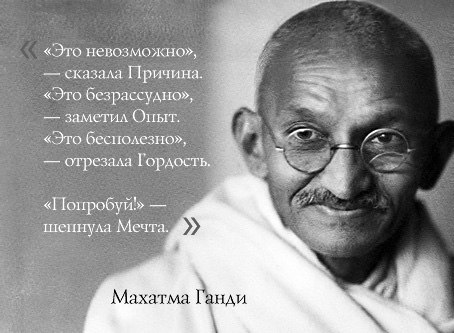 «
«Это невозможно»,
— сказала Причина.
«Это безрассудно»,
— заметил Опыт.
«Это бесполезно»,
— отрезала Гордость.
«Попробуй!» —
шепнула Мечта. »
Махатма Ганди